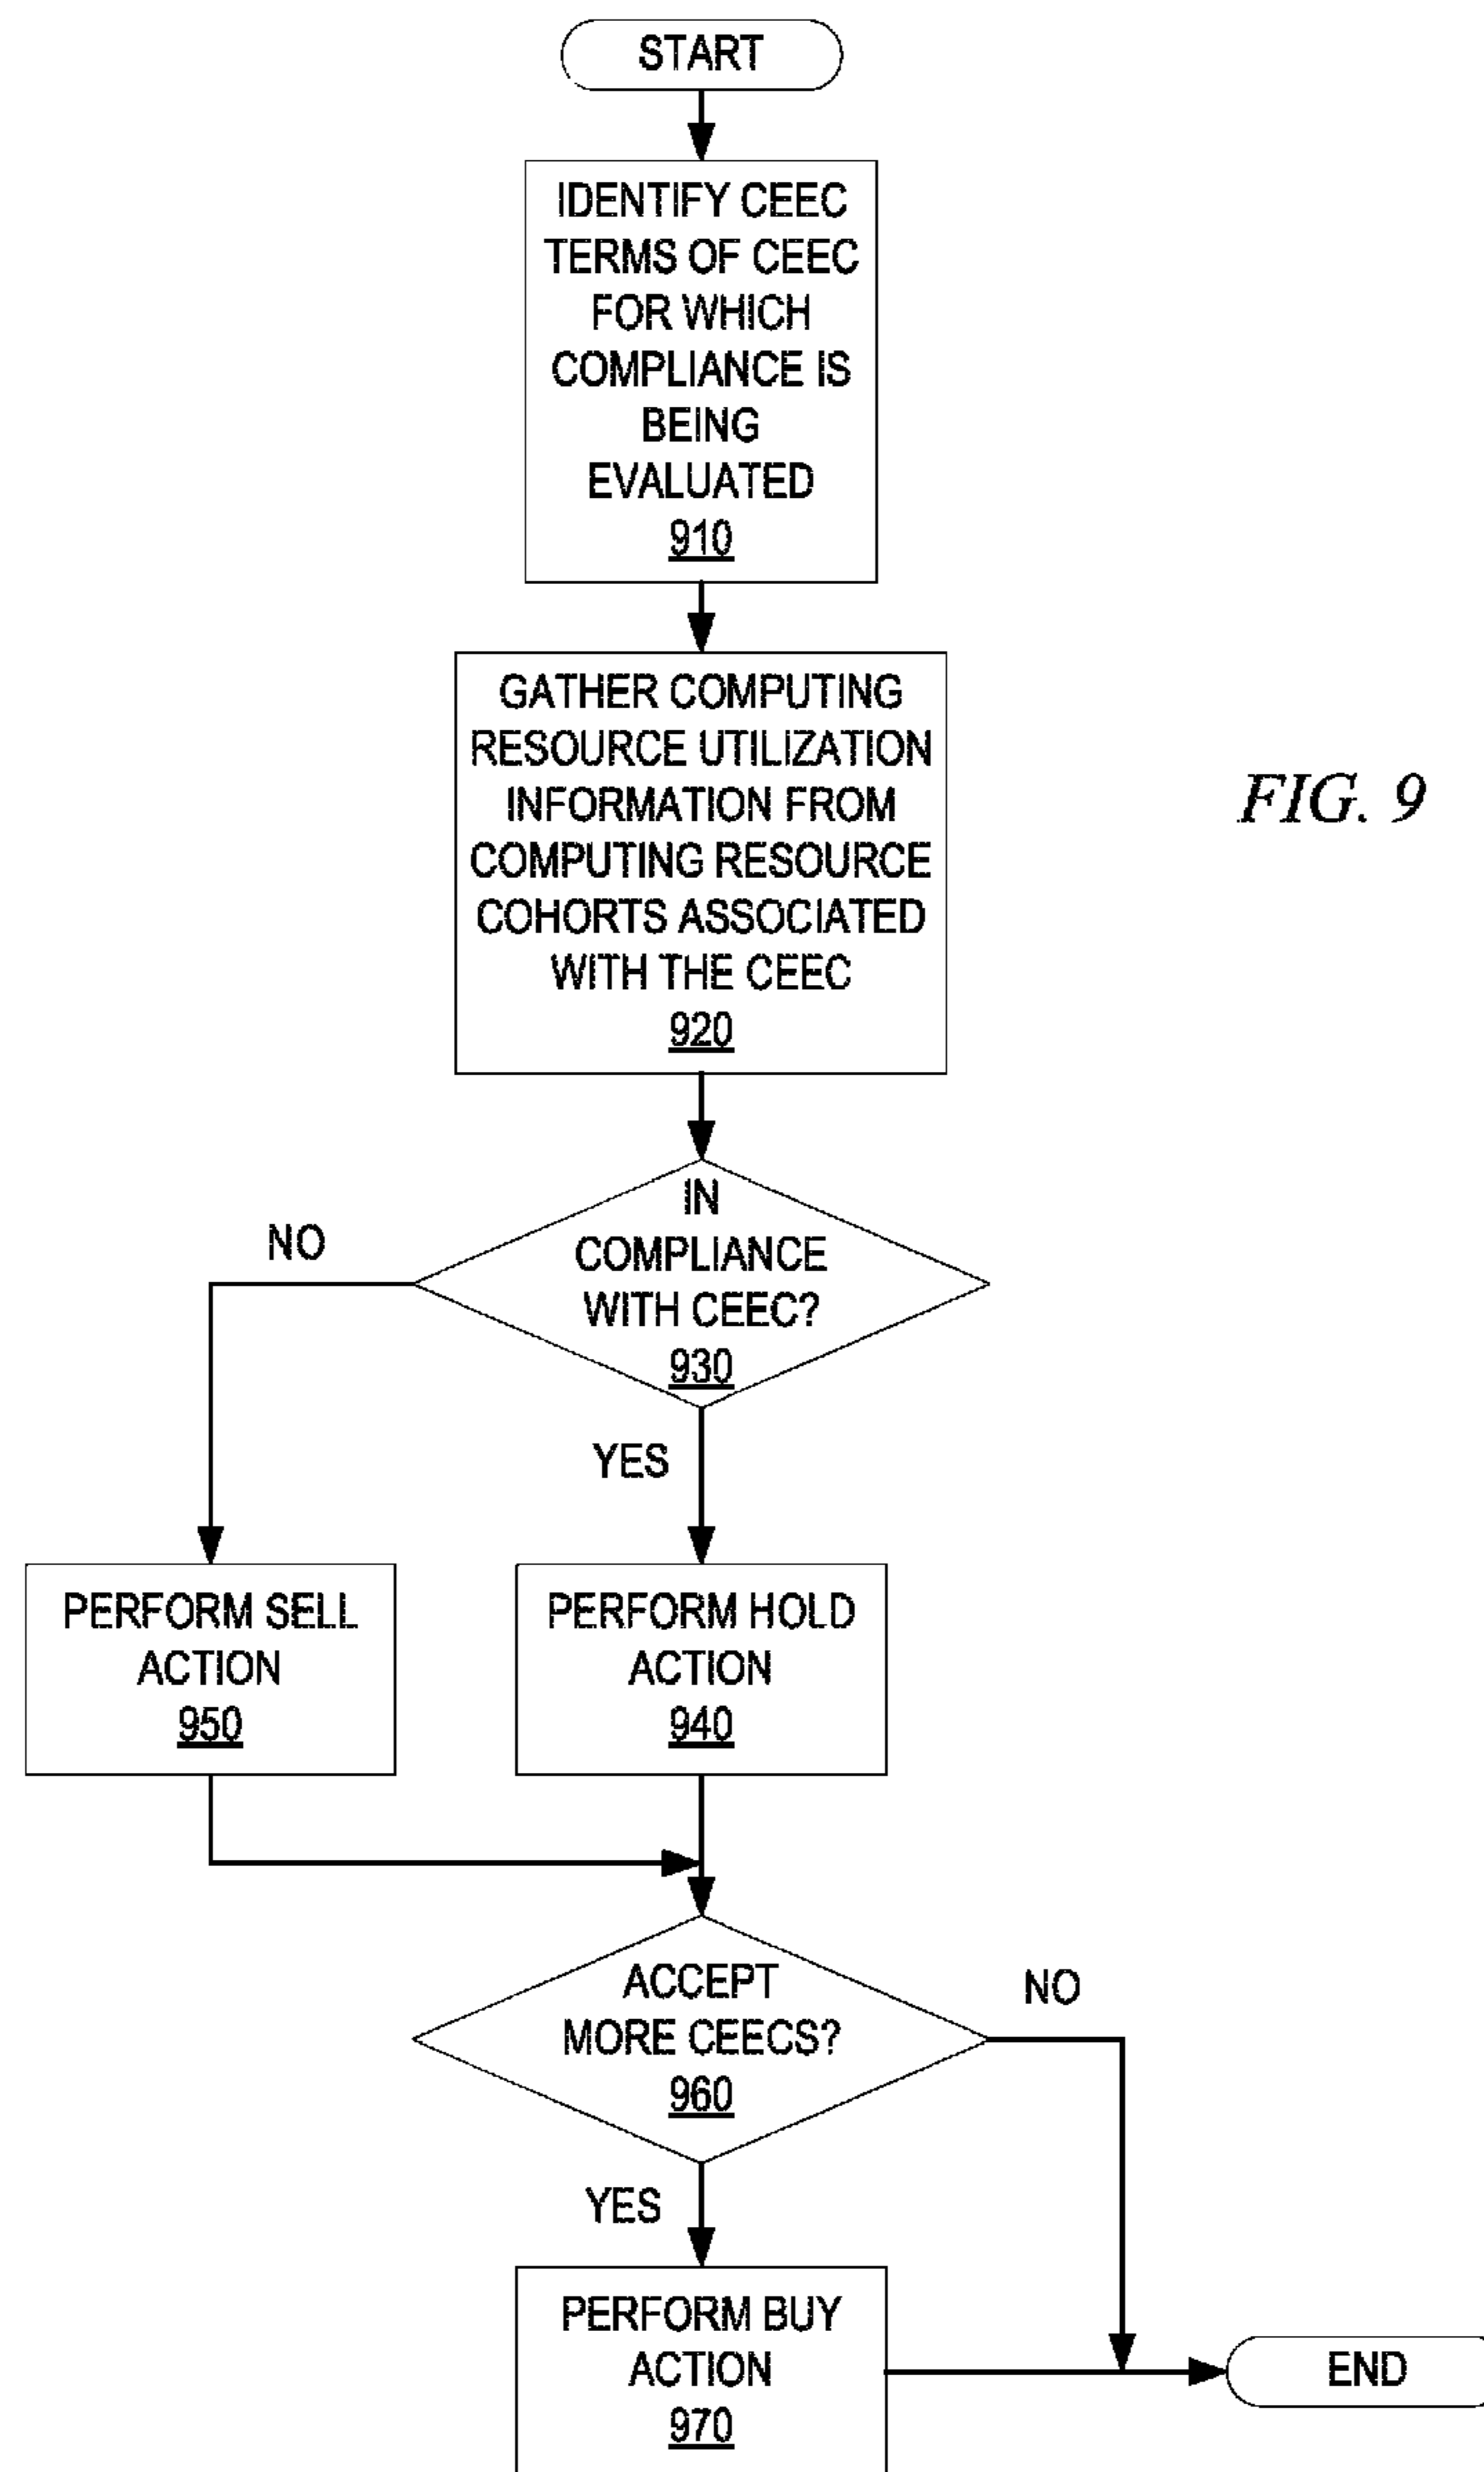 START
IDENTIFY CEEC
TERMS OF CEEC
FOR WHICH
COMPLIANCE IS
BEING
EVALUATED
910
GATHER COMPUTING
RESOURCE UTILIZATION
INFORMATION FROM
COMPUTING RESOURCE
COHORTS ASSOCIATED
WITH THE CEEC
920
FIG. 9
IN
COMPLIANCE
WITH CEEC?
930
NO
YES
PERFORM SELL
ACTION
950
PERFORM HOLD
ACTION
940
ACCEPT
MORE CEECS?
960
NO
YES
PERFORM BUY
ACTION
970
END